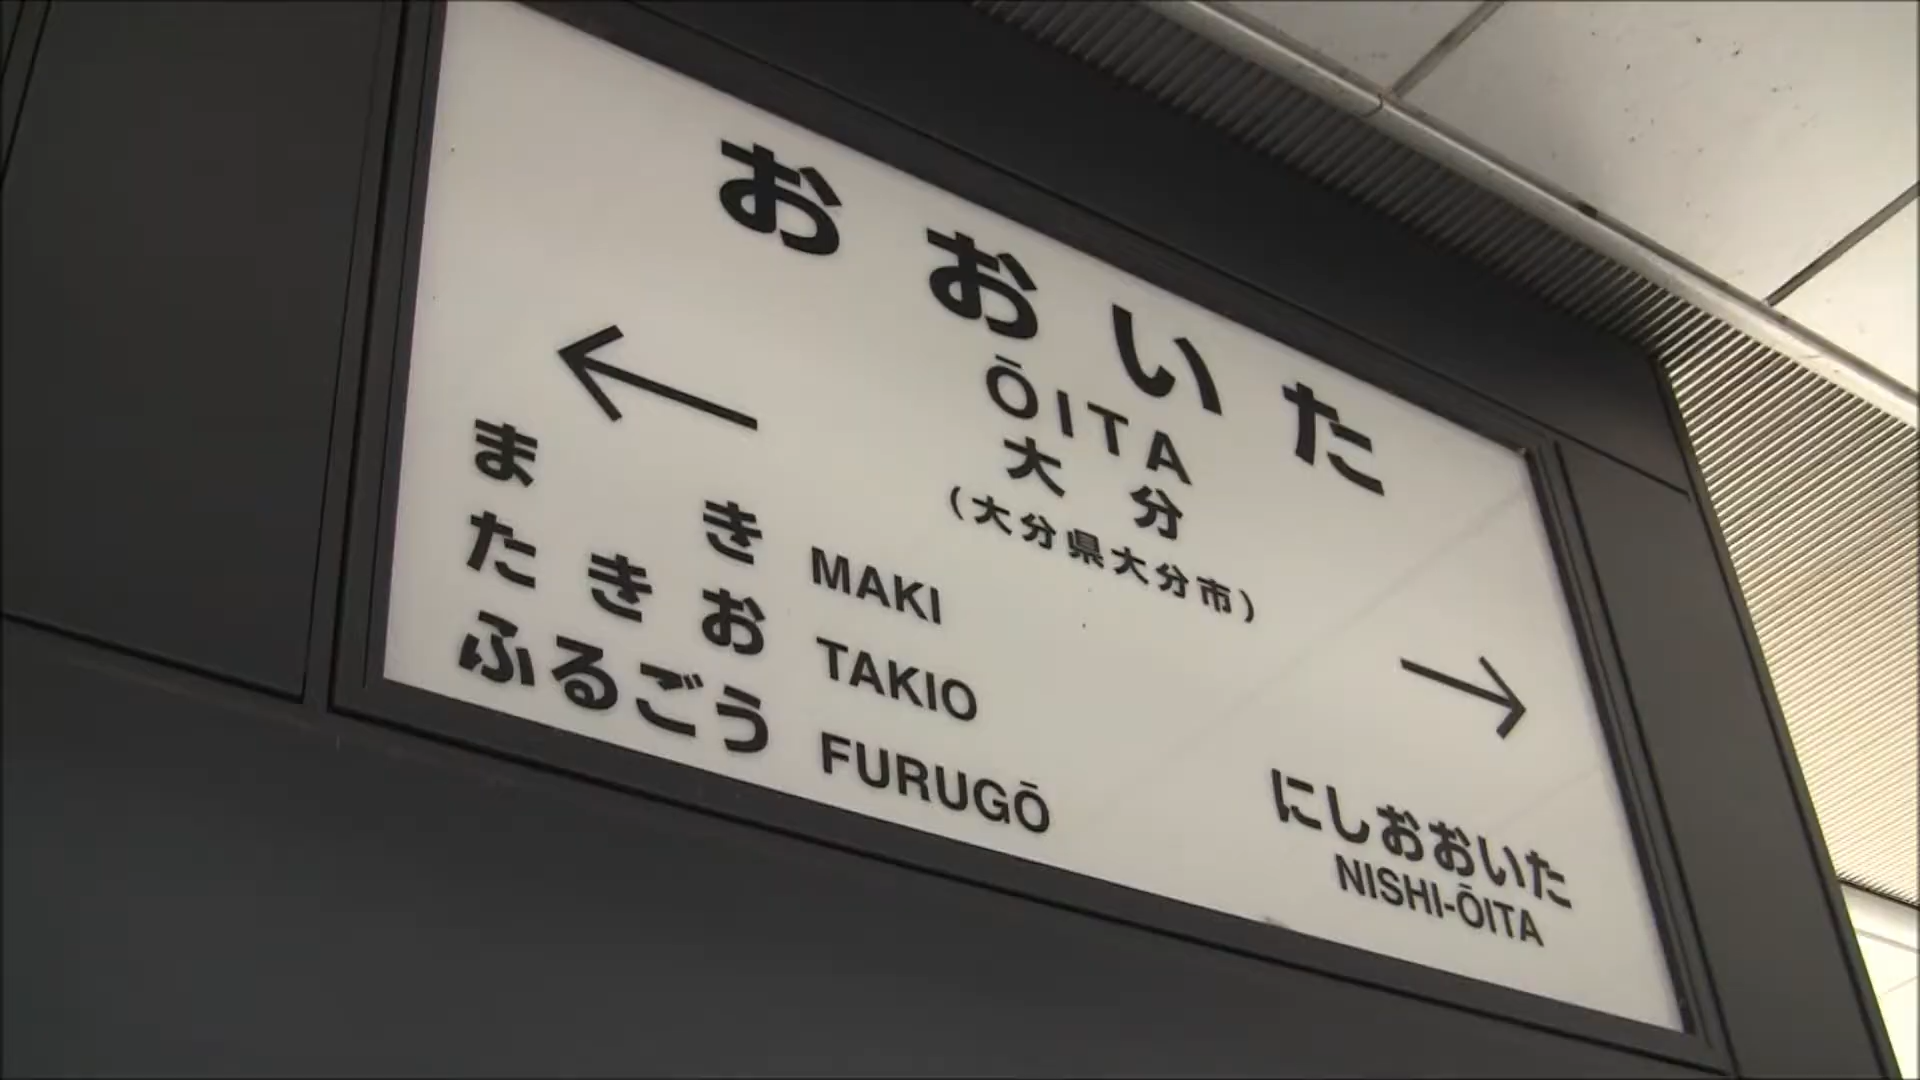 おおいた
ŌITA
大分
(大分県大分市)
← 
まき MAKI
たきお TAKIO
ふるごう FURUGŌ
→
にしおおいた
NISHI-ŌITA